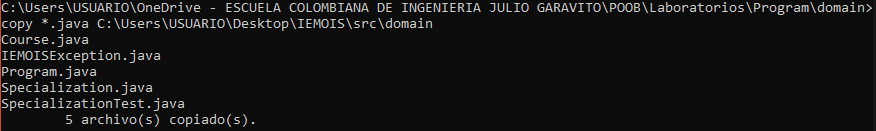 C:\Users\USUARIO\OneDrive - ESCUELA COLOMBIANA DE INGENIERIA JULIO GARAVITO\POOB\Laboratorios\Program\domain>
copy *.java C:\Users\USUARIO\Desktop\IEMOIS\src\domain
Course.java
IEMOISException.java
Program.java
Specialization.java
SpecializationTest.java
        5 archivo(s) copiado(s).